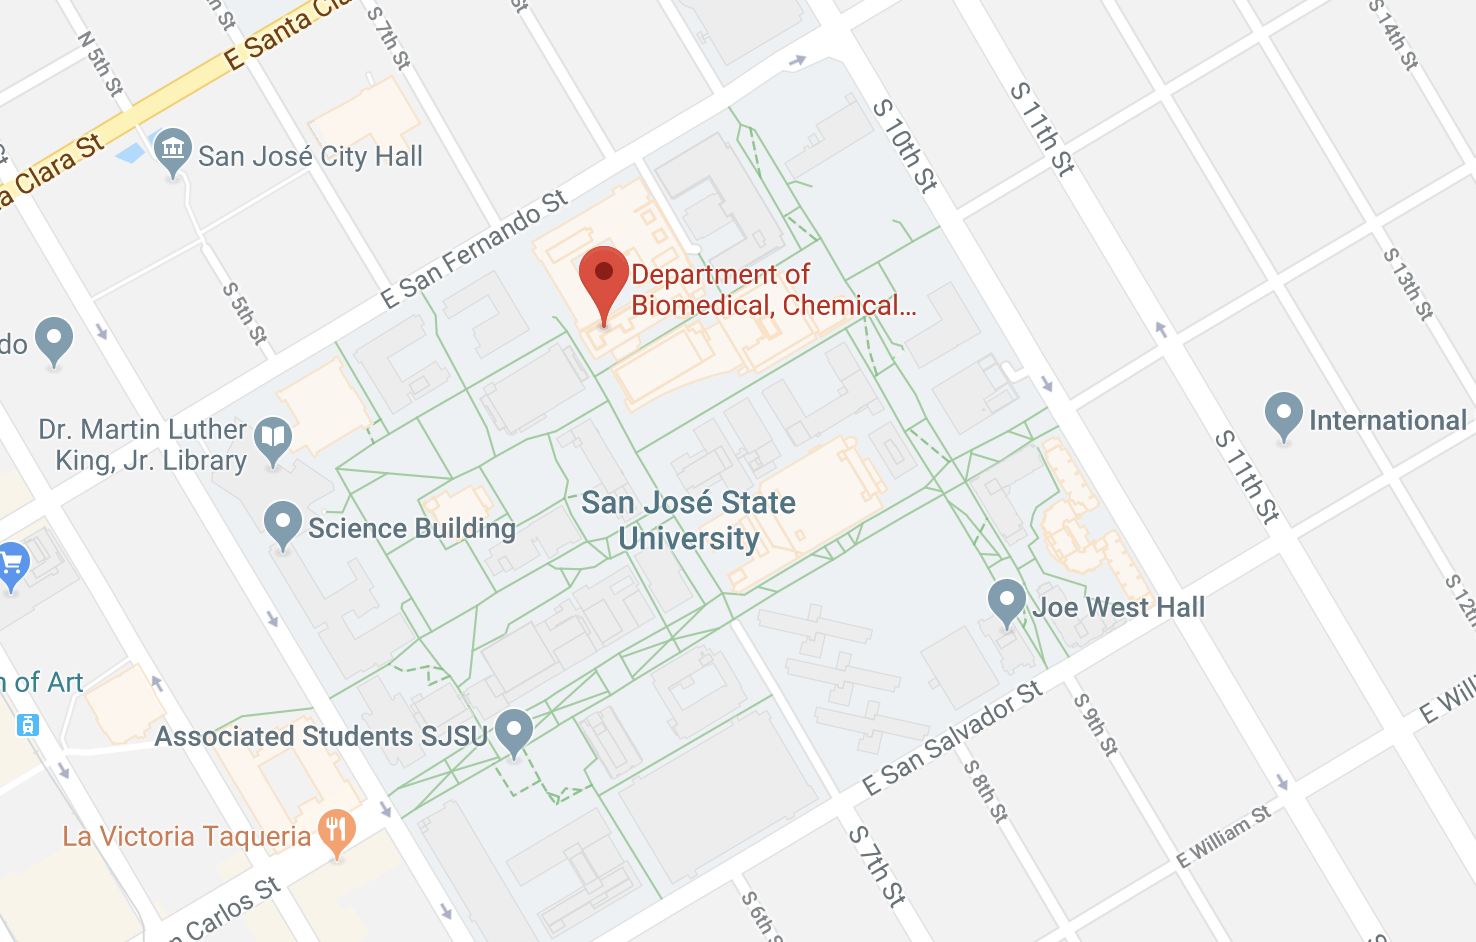 E Santa Cla
S 7th St
S 14th St
N 5th St
S 11th St
S 10th St
a Clara St
San José City Hall
E San Fernando St
Department of
Biomedical, Chemical...
S 5th St
S 13th St
do
Dr. Martin Luther
King, Jr. Library
International
S 11th St
San José State
University
Science Building
S 12th
Joe West Hall
n of Art
E Willi
E San Salvador St
S 9th St
Associated Students SJSU
S 8th St
La Victoria Taqueria
E William St
S 7th St
n Carlos St
S 6th St